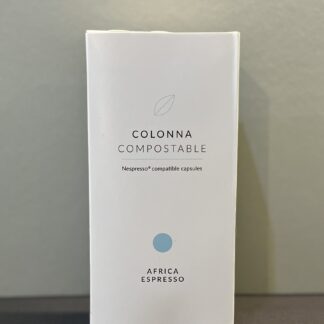 COLONNA
COMPOSTABLE
Nespresso® compatible capsules
AFRICA
ESPRESSO